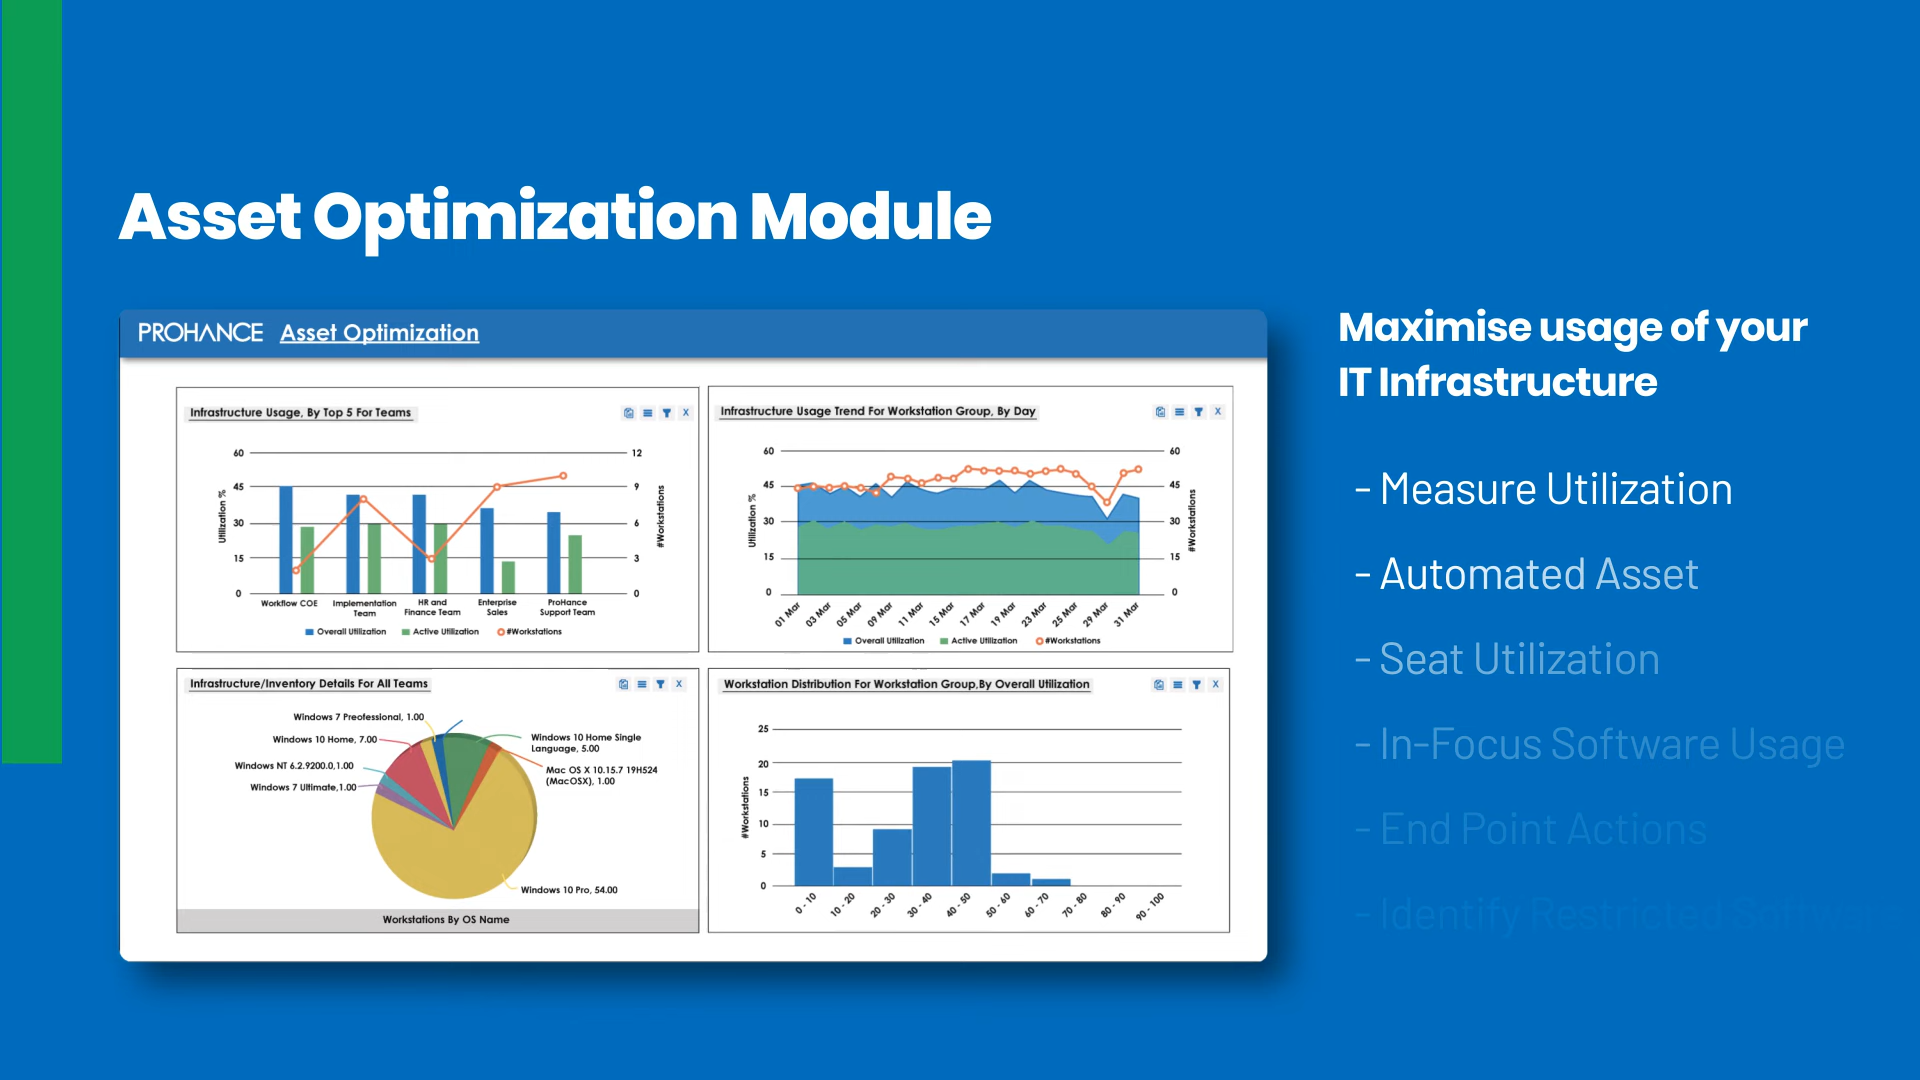 Asset Optimization Module
PROHANCE Asset Optimization
Infrastructure Usage, By Top 5 For Teams
X
60
45
30
15
0
Utilization %
12
9
6
3
0
#Workstations
Workflow COE
Implementation
Team
HR and
Finance Team
Enterprise
Sales
ProHance
Support Team
Overall Utilization Active Utilization #Workstations
Infrastructure Usage Trend For Workstation Group, By Day
X
60
45
30
15
0
Utilization %
60
45
30
15
0
#Workstations
01 Mar 03 Mar 05 Mar 09 Mar 11 Mar 15 Mar 17 Mar 19 Mar 23 Mar 25 Mar 29 Mar 31 Mar
Overall Utilization Active Utilization #Workstations
Infrastructure/Inventory Details For All Teams
X
Windows 7 Preofessional, 1.00
Windows 10 Home, 7.00
Windows NT 6.2.9200.0,1.00
Windows 7 Ultimate,1.00
Windows 10 Home Single
Language, 5.00
Mac OS X 10.15.7 19H524
(MacOSX), 1.00
Windows 10 Pro, 54.00
Workstations By OS Name
Workstation Distribution For Workstation Group,By Overall Utilization
X
25
20
15
10
5
0
#Workstations
0 - 10 10 - 20 20 - 30 30 - 40 40 - 50 50 - 60 60 - 70 70 - 80 80 - 90 90 - 100
Maximise usage of your
IT Infrastructure
- Measure Utilization
- Automated Asset
- Seat Utilization
- In-Focus Software Usage
- End Point Actions
- Identify Restricted